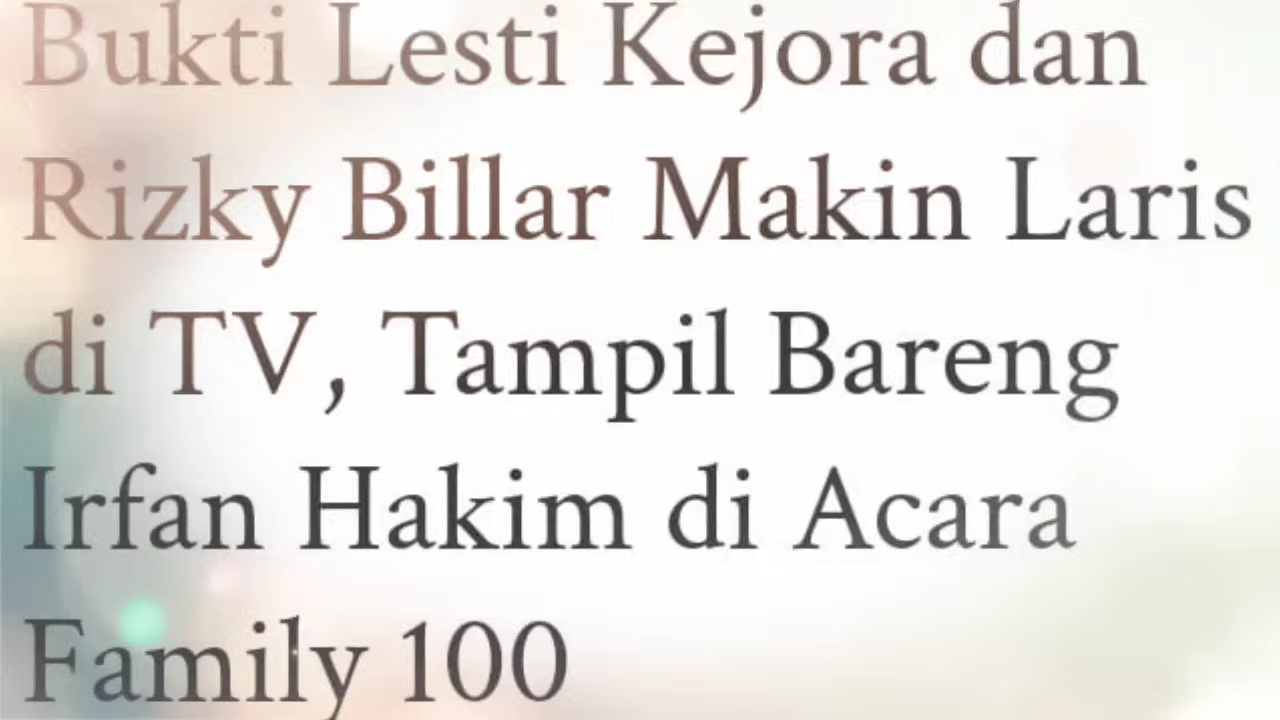 Bukti Lesti Kejora dan
Rizky Billar Makin Laris
di TV, Tampil Bareng
Irfan Hakim di Acara
Family 100